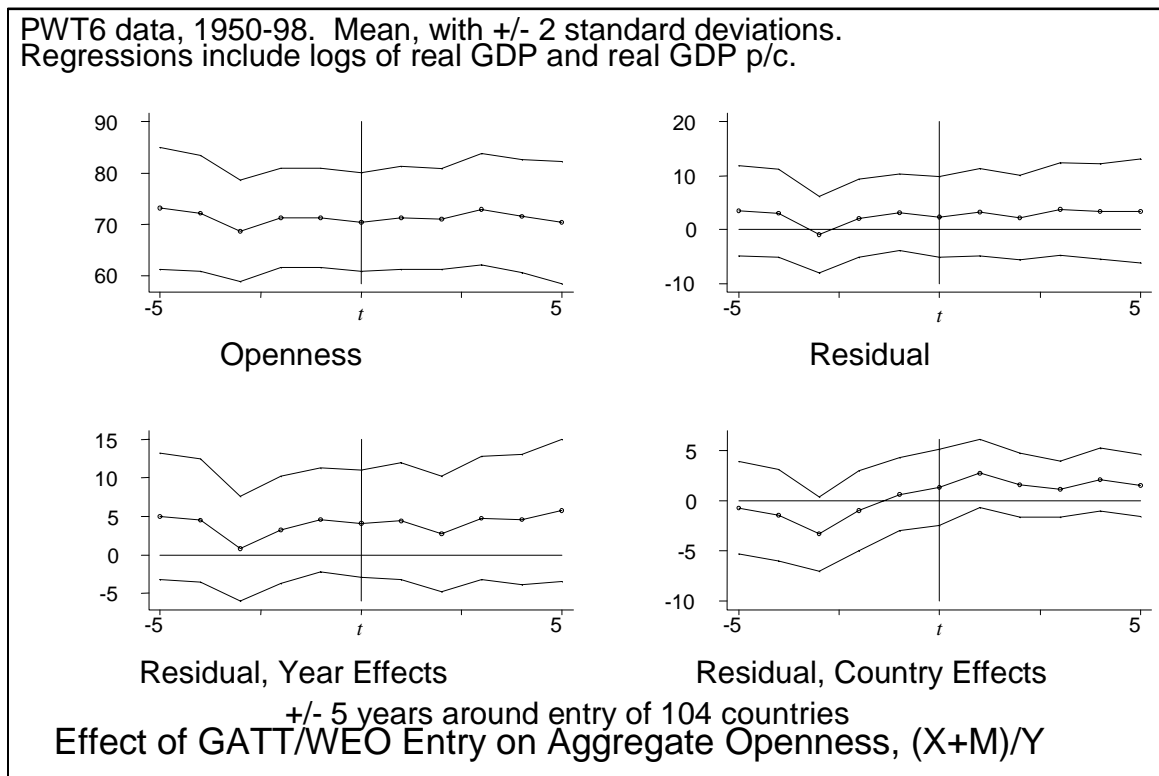 PWT6 data, 1950-98.  Mean, with +/- 2 standard deviations.
Regressions include logs of real GDP and real GDP p/c.
90
80
70
60
-5
t
5
Openness
20
10
0
-10
-5
t
5
Residual
15
10
5
0
-5
-5
t
5
Residual, Year Effects
5
0
-5
-10
-5
t
5
Residual, Country Effects
+/- 5 years around entry of 104 countries
Effect of GATT/WEO Entry on Aggregate Openness, (X+M)/Y